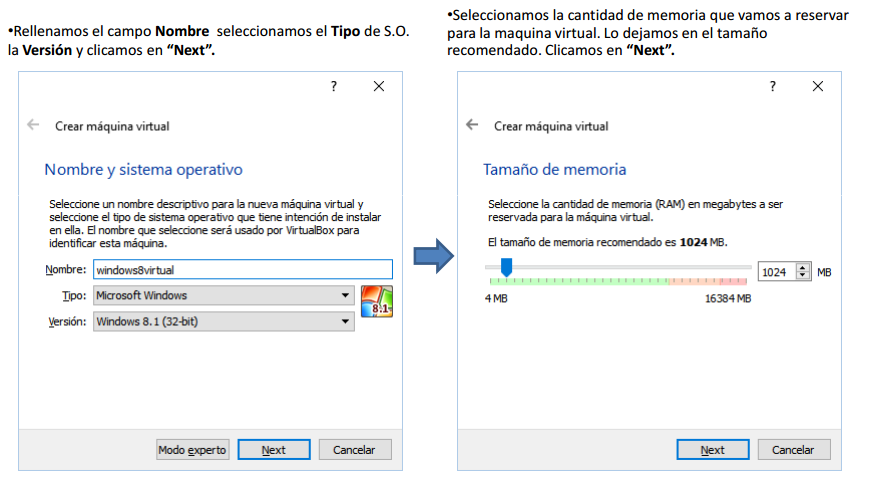 •Rellenamos el campo Nombre  seleccionamos el Tipo de S.O.
la Versión y clicamos en “Next”.
?
Crear máquina virtual
Nombre y sistema operativo
Seleccione un nombre descriptivo para la nueva máquina virtual y
seleccione el tipo de sistema operativo que tiene intención de instalar
en ella. El nombre que seleccione será usado por VirtualBox para
identificar esta máquina.
Nombre: windows8virtual
Tipo: Microsoft Windows
8.1
Versión: Windows 8.1 (32-bit)
Modo experto Next Cancelar
•Seleccionamos la cantidad de memoria que vamos a reservar
para la maquina virtual. Lo dejamos en el tamaño
recomendado. Clicamos en “Next”.
?
Crear máquina virtual
Tamaño de memoria
Seleccione la cantidad de memoria (RAM) en megabytes a ser
reservada para la máquina virtual.
El tamaño de memoria recomendado es 1024 MB.
1024 MB
4 MB 16384 MB
Next Cancelar